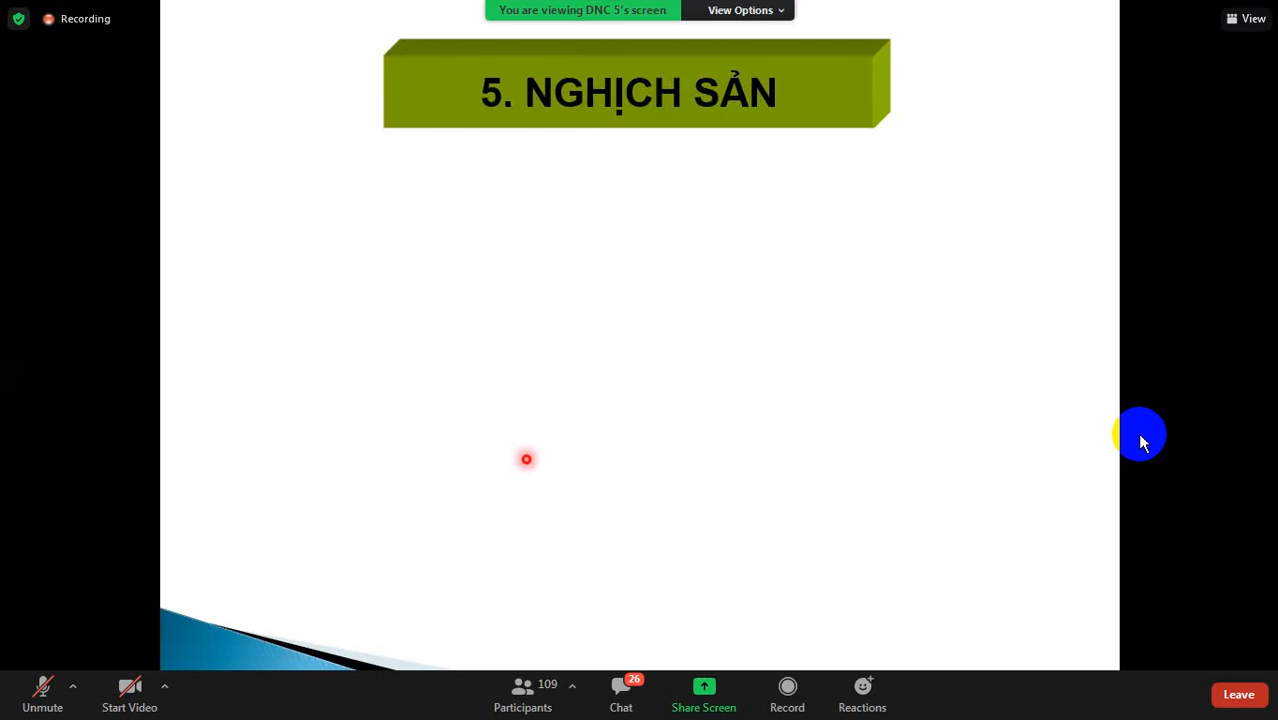 You are viewing DNC 5's screen
View Options
Recording
View
5. NGHỊCH SẢN
Unmute
Start Video
109
Participants
26
Chat
Share Screen
Record
Reactions
Leave